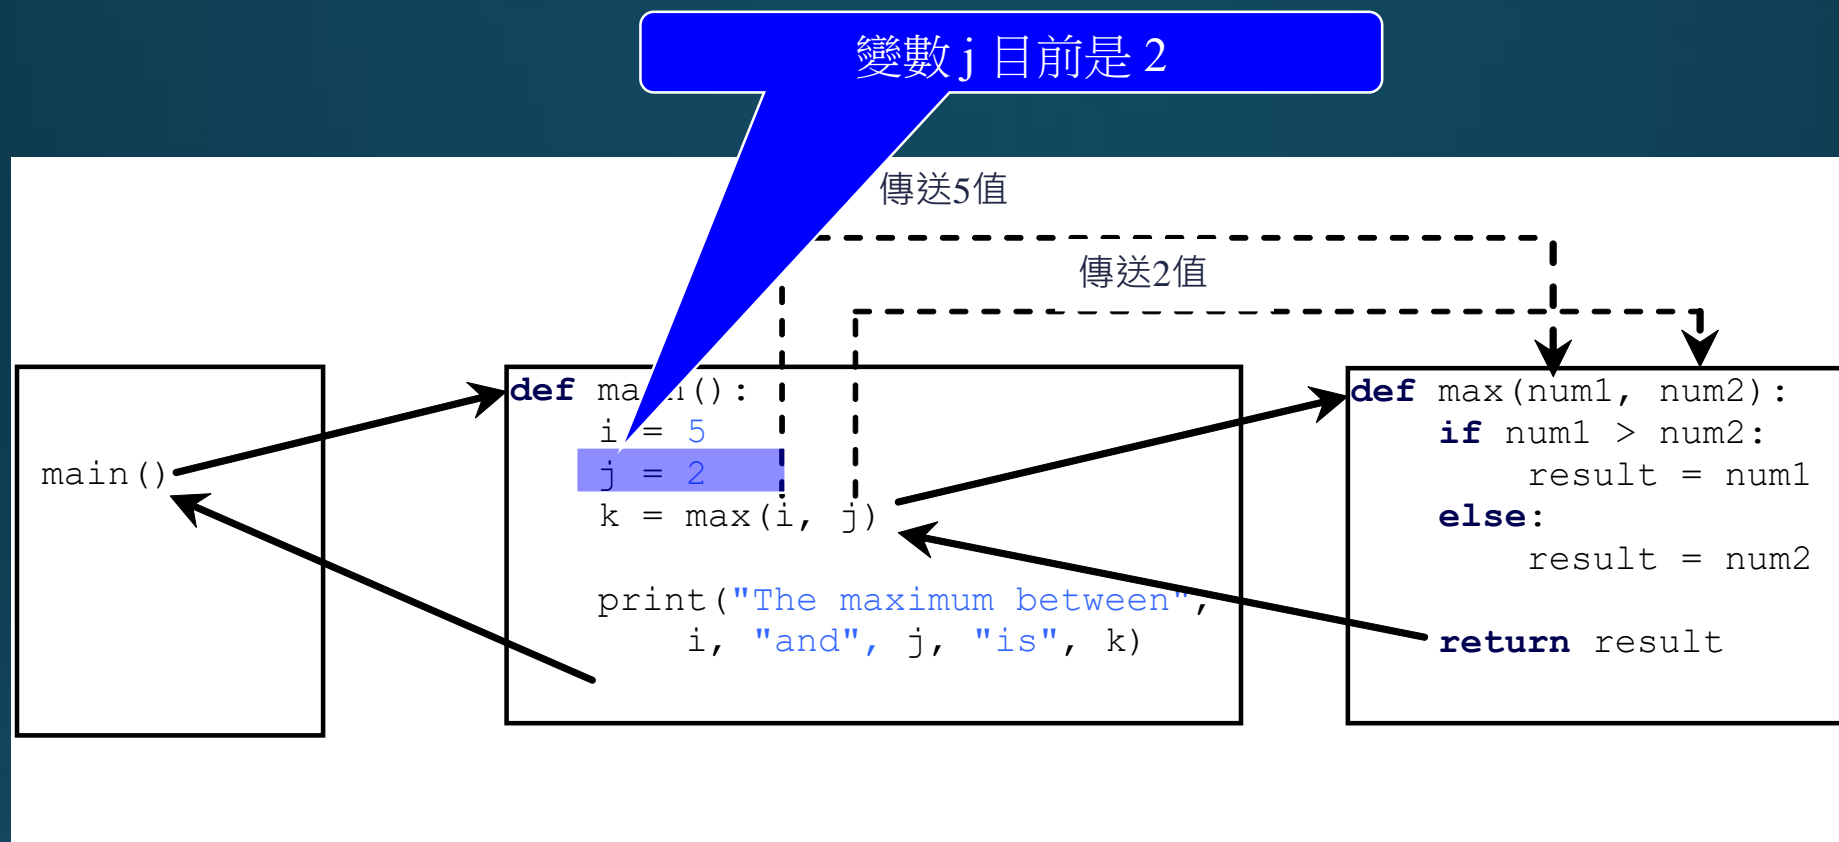 變數 j 目前是 2
傳送5值
傳送2值
main()
def main():
i = 5
j = 2
k = max(i, j)
print("The maximum between",
i, "and", j, "is", k)
def max(num1, num2):
if num1 > num2:
result = num1
else:
result = num2
return result